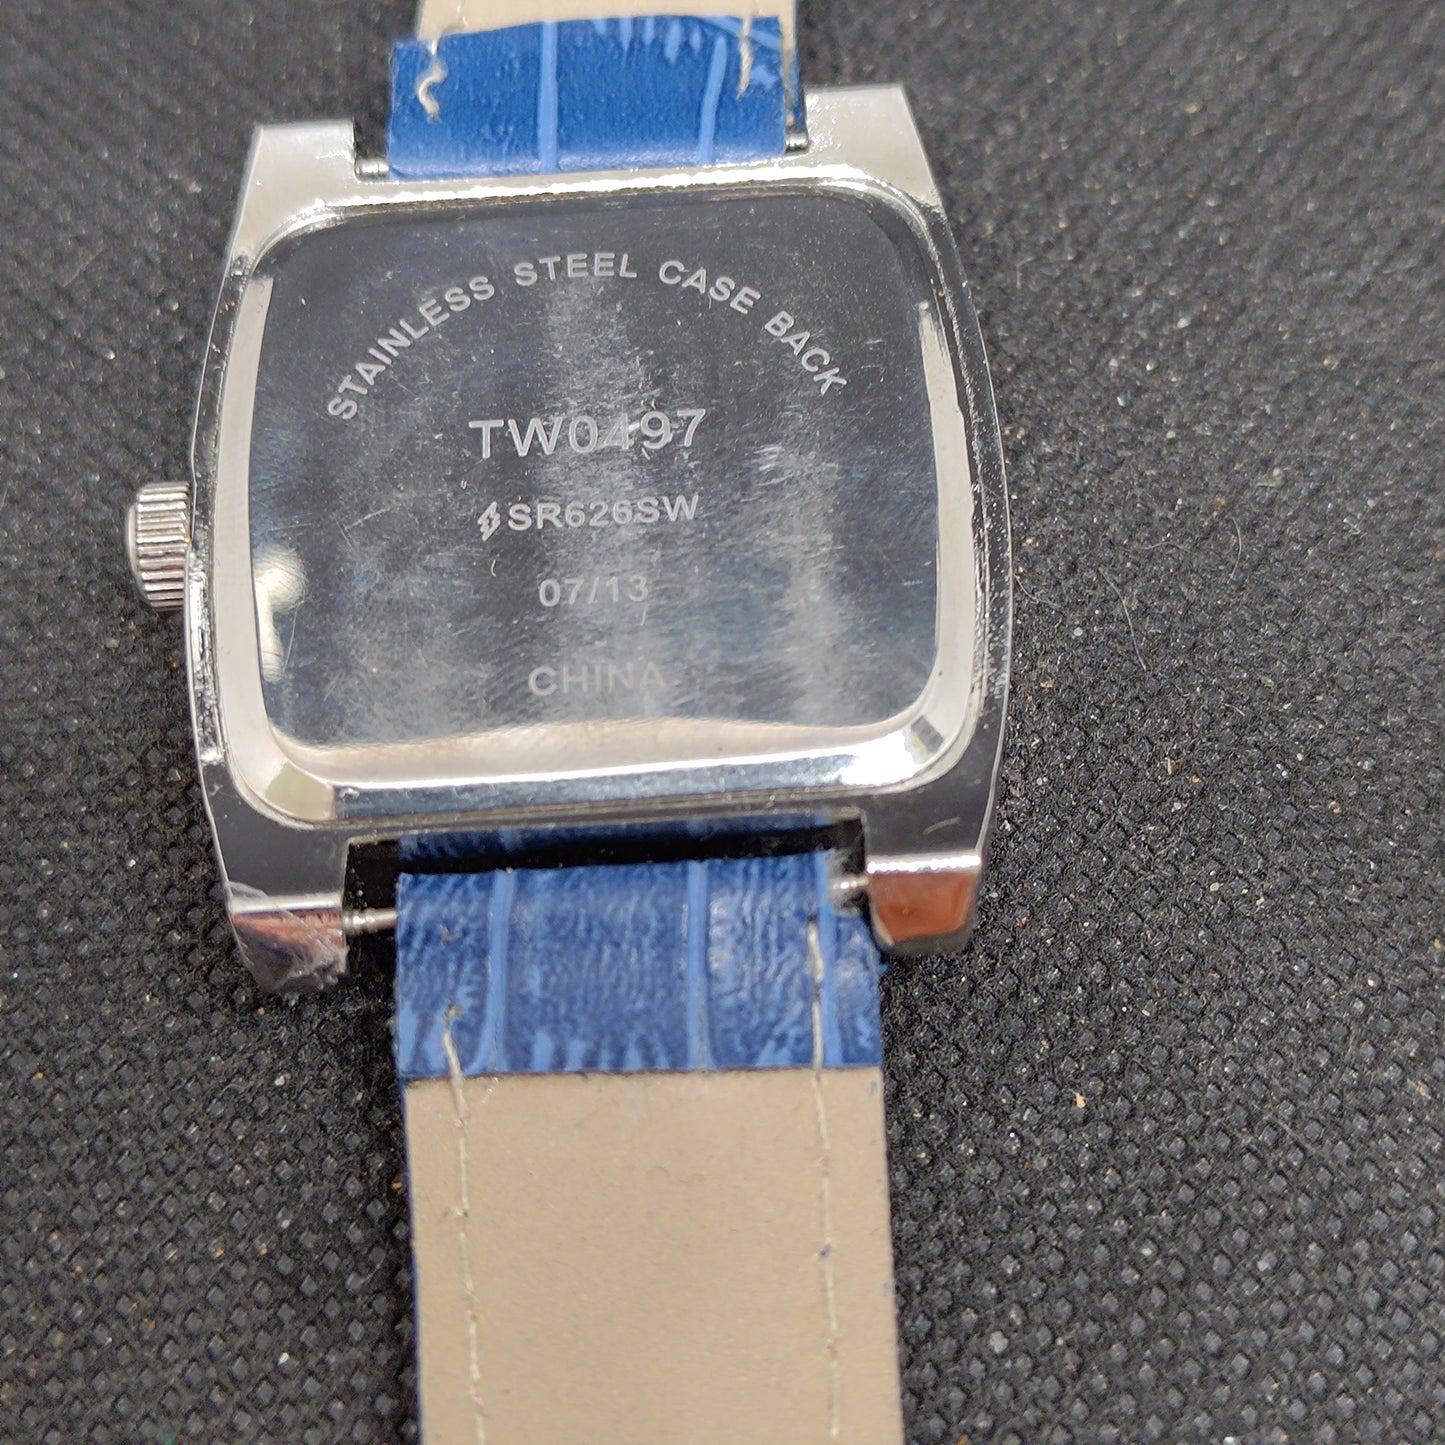 STAINLESS STEEL CASE BACK
TW0497
SR626SW
07/13
CHINA